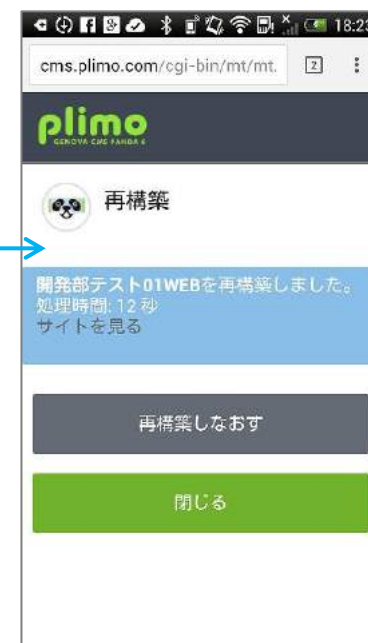 18:23
cms.plimo.com/cgi-bin/mt/mt.
2
plimo
GENOVA CMS PANDA 6
再構築
開発部テスト01WEBを再構築しました。
処理時間: 12 秒
サイトを見る
再構築しなおす
閉じる